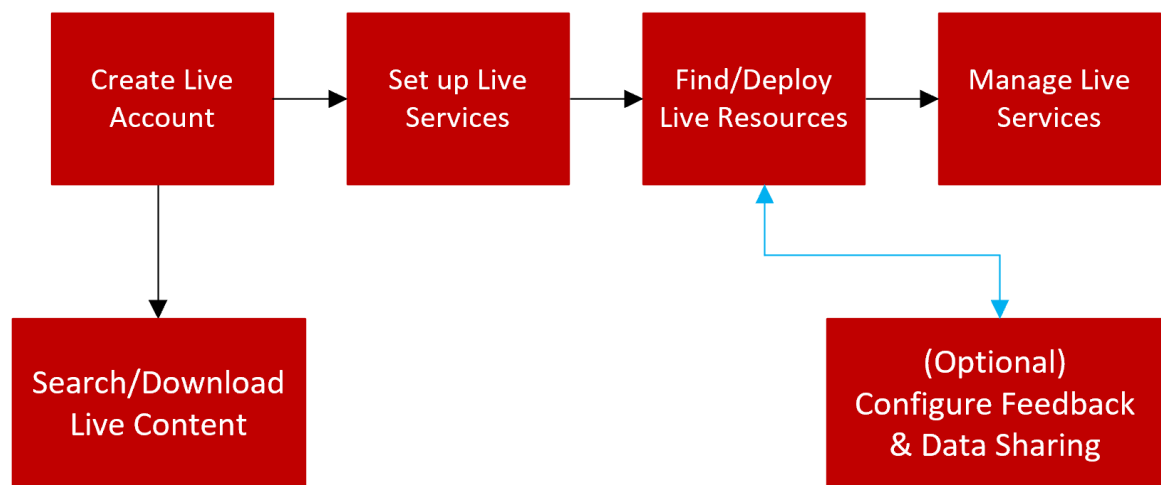 Create Live
Account
Set up Live
Services
Find/Deploy
Live Resources
Manage Live
Services
Search/Download
Live Content
(Optional)
Configure Feedback
& Data Sharing